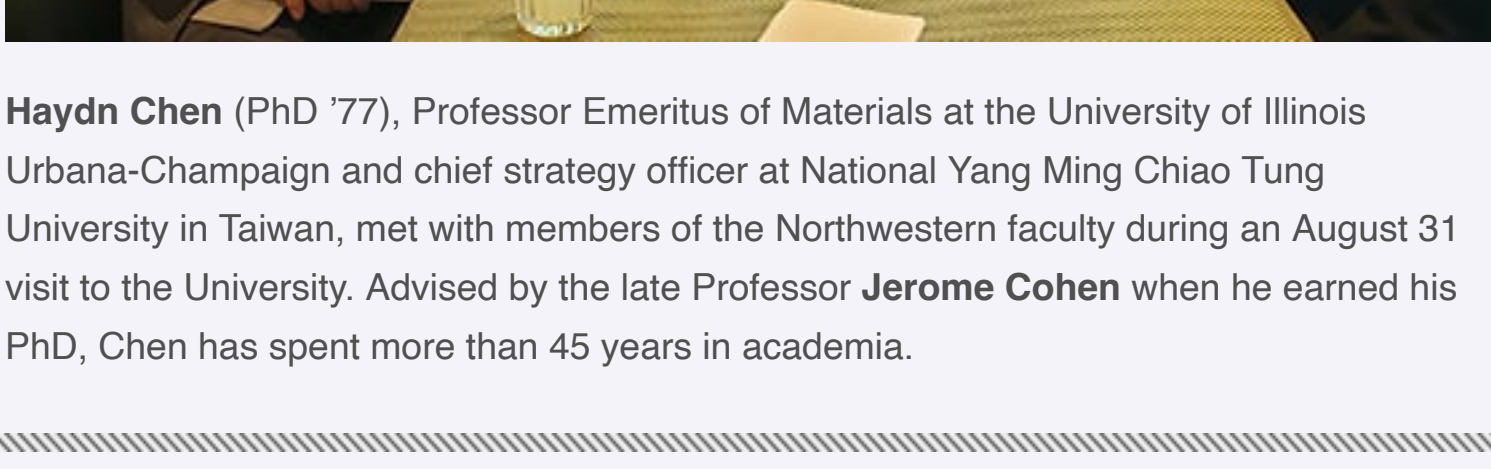 Haydn Chen (PhD ’77), Professor Emeritus of Materials at the University of Illinois
Urbana-Champaign and chief strategy officer at National Yang Ming Chiao Tung
University in Taiwan, met with members of the Northwestern faculty during an August 31
visit to the University. Advised by the late Professor Jerome Cohen when he earned his
PhD, Chen has spent more than 45 years in academia.